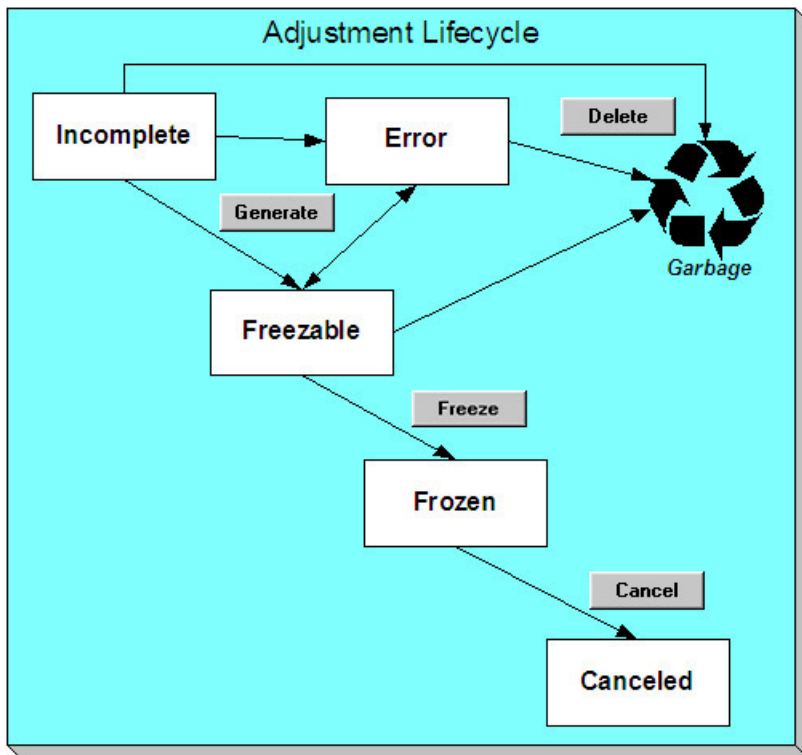 Adjustment Lifecycle
Incomplete
Error
Delete
Generate
Garbage
Freezable
Freeze
Frozen
Cancel
Canceled